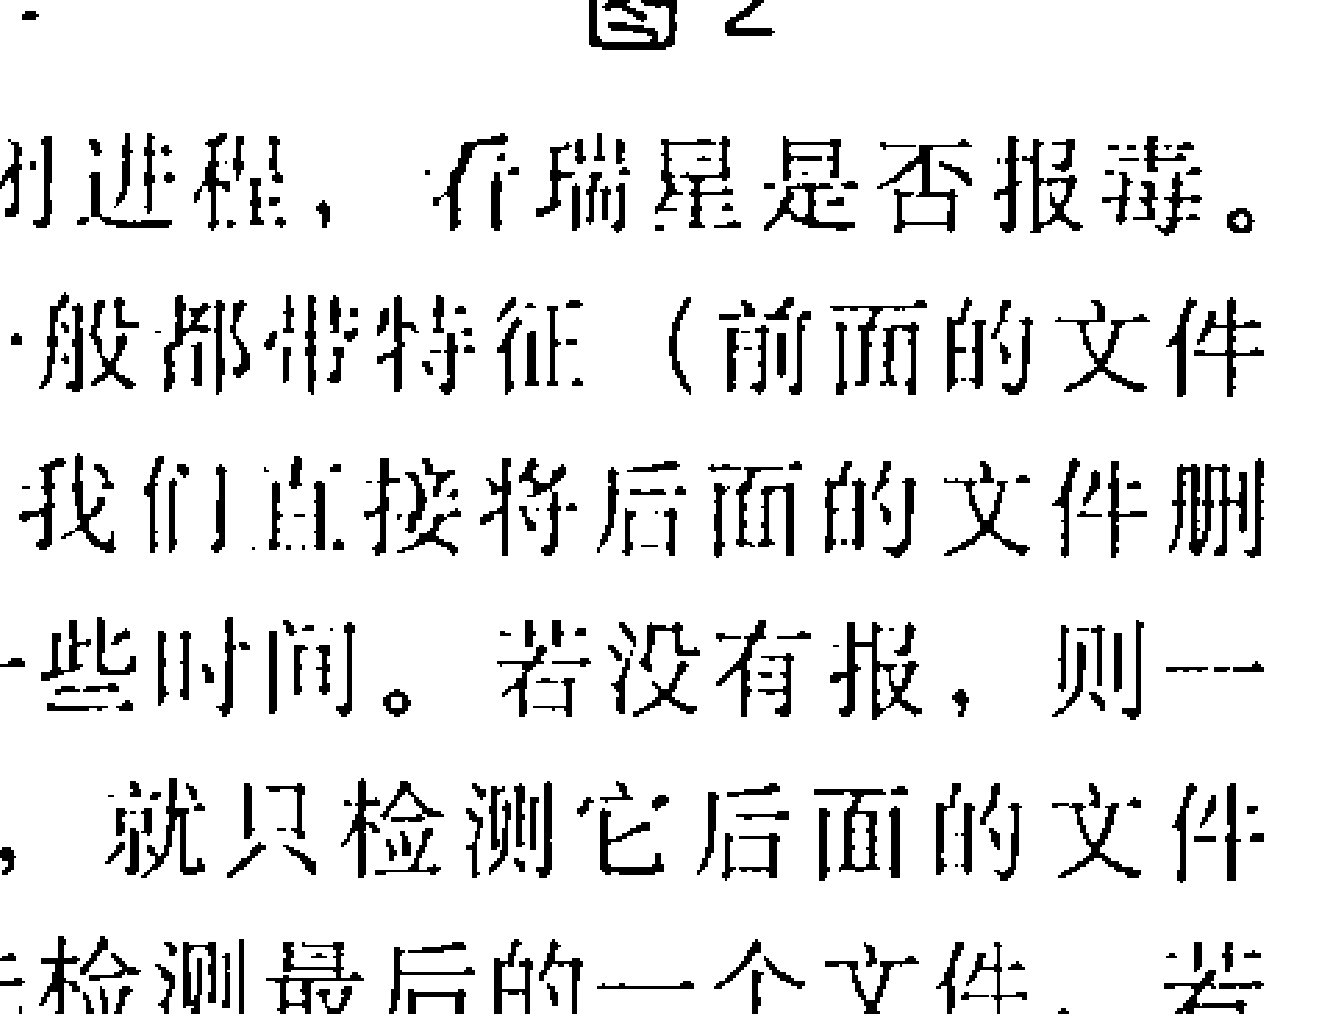 图 2
进程，看瑞星是否报毒。
般都带特征（前面的文件
我们直接将后面的文件删
一些时间。若没有报，则一
，就只检测它后面的文件
检测最后的一个文件，若